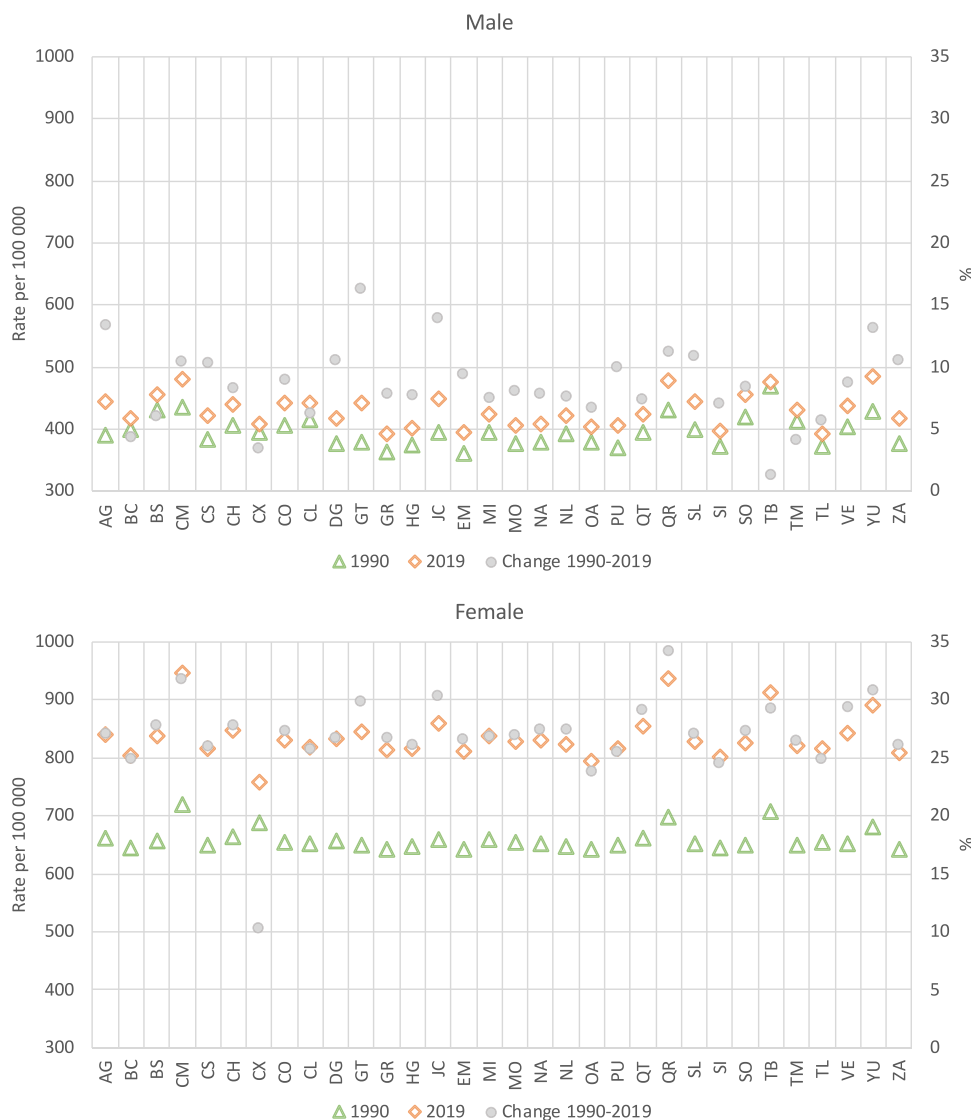 Male
1000 35
900 30
800 25
700 20
600 15
500 10
400 5
300 0
Rate per 100 000
%
AG BC BS CM CS CH CX CO CL DG GT GR HG JC EM MI MO NA NL OA PU QT QR SL SI SO TB TM TL VE YU ZA
1990 2019 Change 1990-2019
Female
1000 35
900 30
800 25
700 20
600 15
500 10
400 5
300 0
Rate per 100 000
%
AG BC BS CM CS CH CX CO CL DG GT GR HG JC EM MI MO NA NL OA PU QT QR SL SI SO TB TM TL VE YU ZA
1990 2019 Change 1990-2019